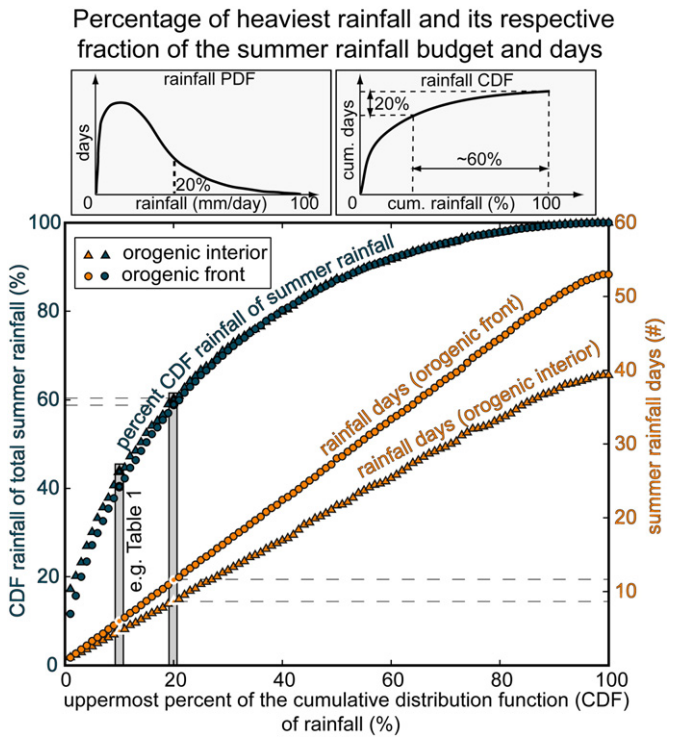 Percentage of heaviest rainfall and its respective
fraction of the summer rainfall budget and days
rainfall PDF
days
20%
0
100
rainfall (mm/day)
rainfall CDF
cum. days
20%
~60%
0
100
cum. rainfall (%)
orogenic interior
orogenic front
percent CDF rainfall of summer rainfall
rainfall days (orogenic front)
rainfall days (orogenic interior)
e.g. Table 1
CDF rainfall of total summer rainfall (%)
100
80
60
40
20
0
summer rainfall days (#)
60
50
40
30
20
10
0
20
40
60
80
100
uppermost percent of the cumulative distribution function (CDF)
of rainfall (%)